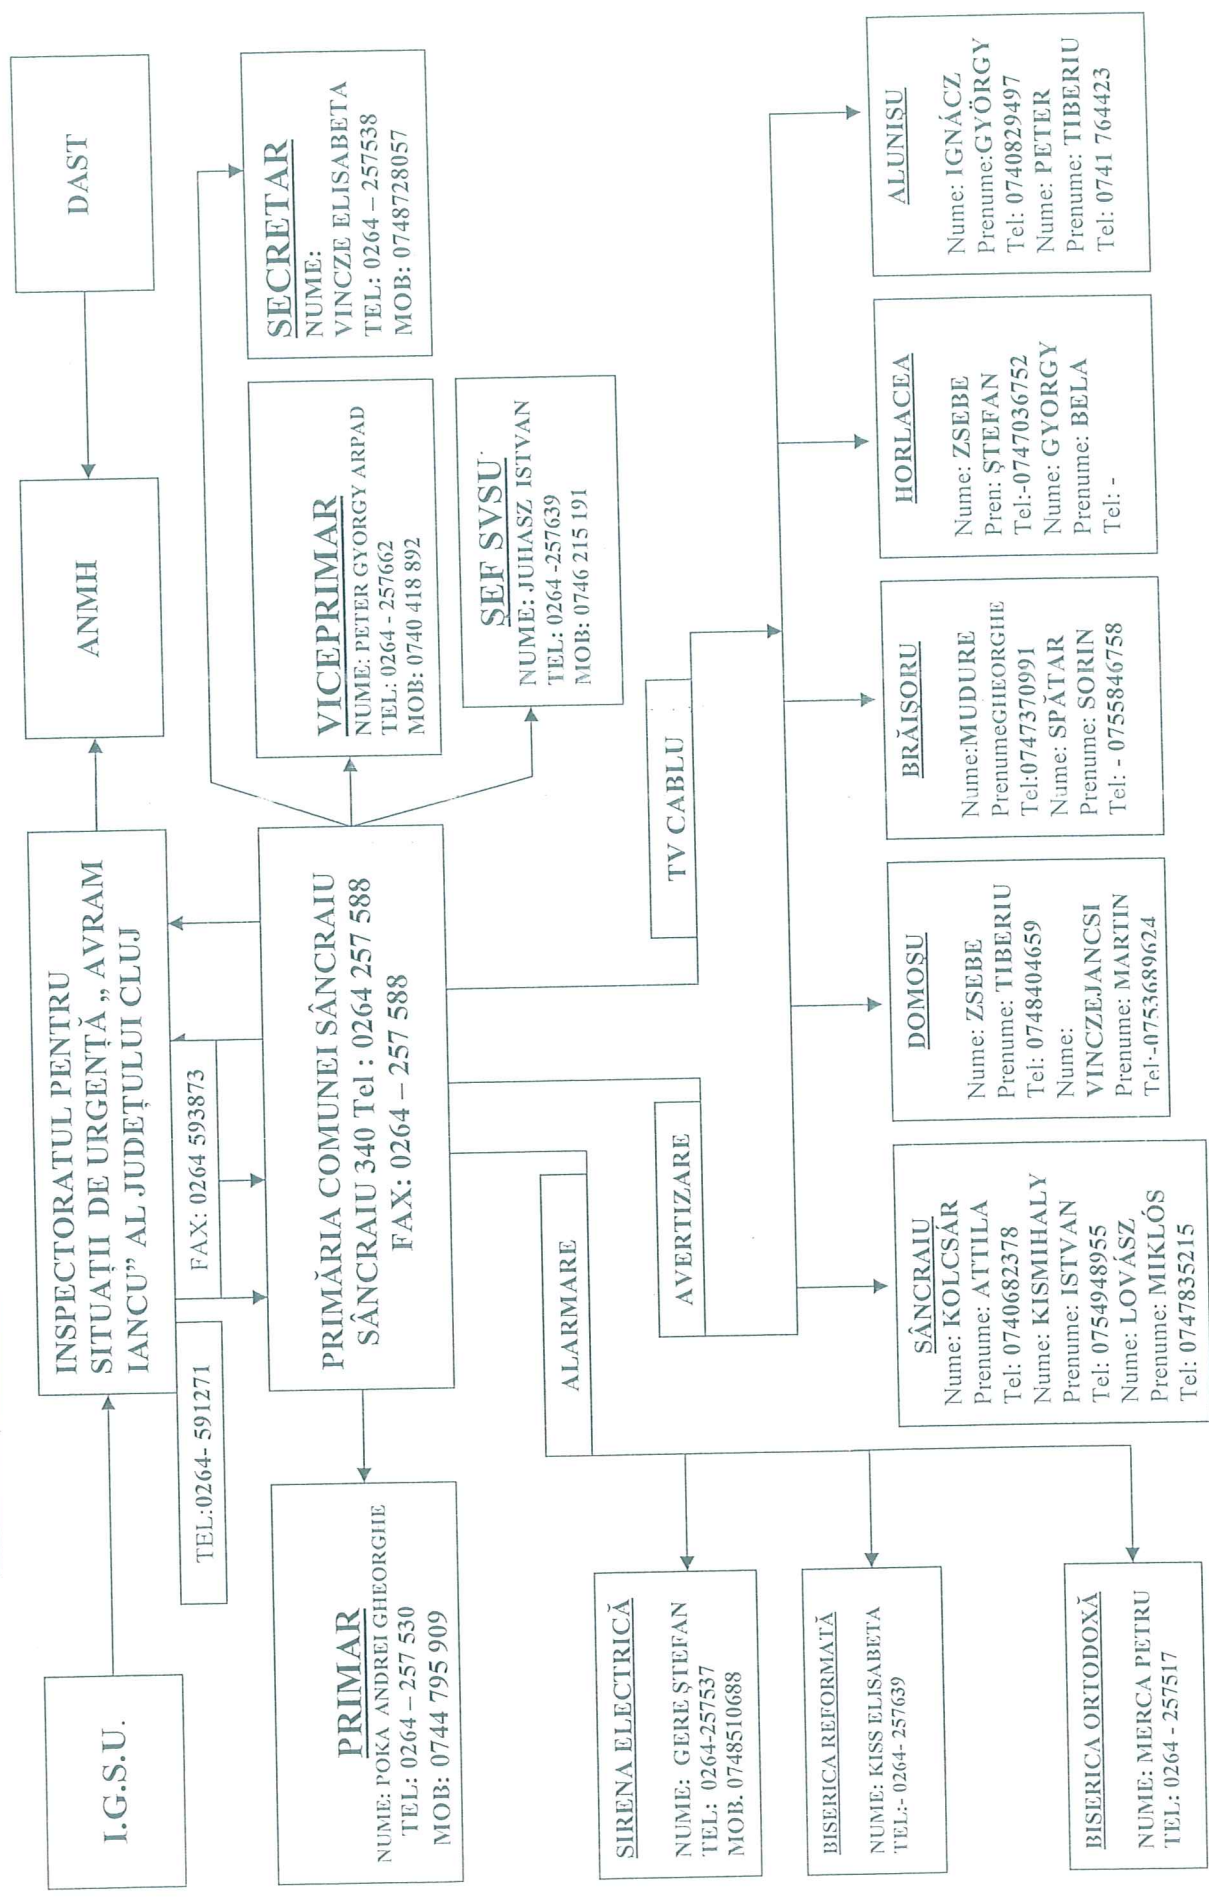 I.G.S.U.
INSPECTORATUL PENTRU
SITUAȚII DE URGENȚĂ „ AVRAM
IANCU” AL JUDEȚULUI CLUJ
ANMH
DAST
TEL:0264- 591271
FAX: 0264 593873
PRIMAR
NUME: POKA ANDREI GHEORGHE
TEL: 0264 – 257 530
MOB: 0744 795 909
PRIMĂRIA COMUNEI SÂNCRAIU
SÂNCRAIU 340 Tel : 0264 257 588
FAX: 0264 – 257 588
VICEPRIMAR
NUME: PETER GYORGY ARPAD
TEL: 0264 - 257662
MOB: 0740 418 892
SECRETAR
NUME:
VINCZE ELISABETA
TEL: 0264 – 257538
MOB: 0748728057
ȘEF SVSU
NUME: JUHASZ ISTVAN
TEL: 0264 -257639
MOB: 0746 215 191
ALARMARE
AVERTIZARE
TV CABLU
SIRENA ELECTRICĂ
NUME: GERE ȘTEFAN
TEL: 0264-257537
MOB. 0748510688
BISERICA REFORMATĂ
NUME: KISS ELISABETA
TEL:- 0264- 257639
BISERICA ORTODOXĂ
NUME: MERCA PETRU
TEL: 0264 - 257517
SÂNCRAIU
Nume: KOLCSÁR
Prenume: ATTILA
Tel: 0740682378
Nume: KISMIHALY
Prenume: ISTVAN
Tel: 0754948955
Nume: LOVÁSZ
Prenume: MIKLÓS
Tel: 0747835215
DOMOȘU
Nume: ZSEBE
Prenume: TIBERIU
Tel: 0748404659
Nume:
VINCZEJANCSI
Prenume: MARTIN
Tel:-0753689624
BRĂIȘORU
Nume:MUDURE
PrenumeGHEORGHE
Tel:0747370991
Nume: SPĂTAR
Prenume: SORIN
Tel: - 0755846758
HORLACEA
Nume: ZSEBE
Pren: ȘTEFAN
Tel:-0747036752
Nume: GYORGY
Prenume: BELA
Tel: -
ALUNIȘU
Nume: IGNÁCZ
Prenume:GYÖRGY
Tel: 0740829497
Nume: PETER
Prenume: TIBERIU
Tel: 0741 764423